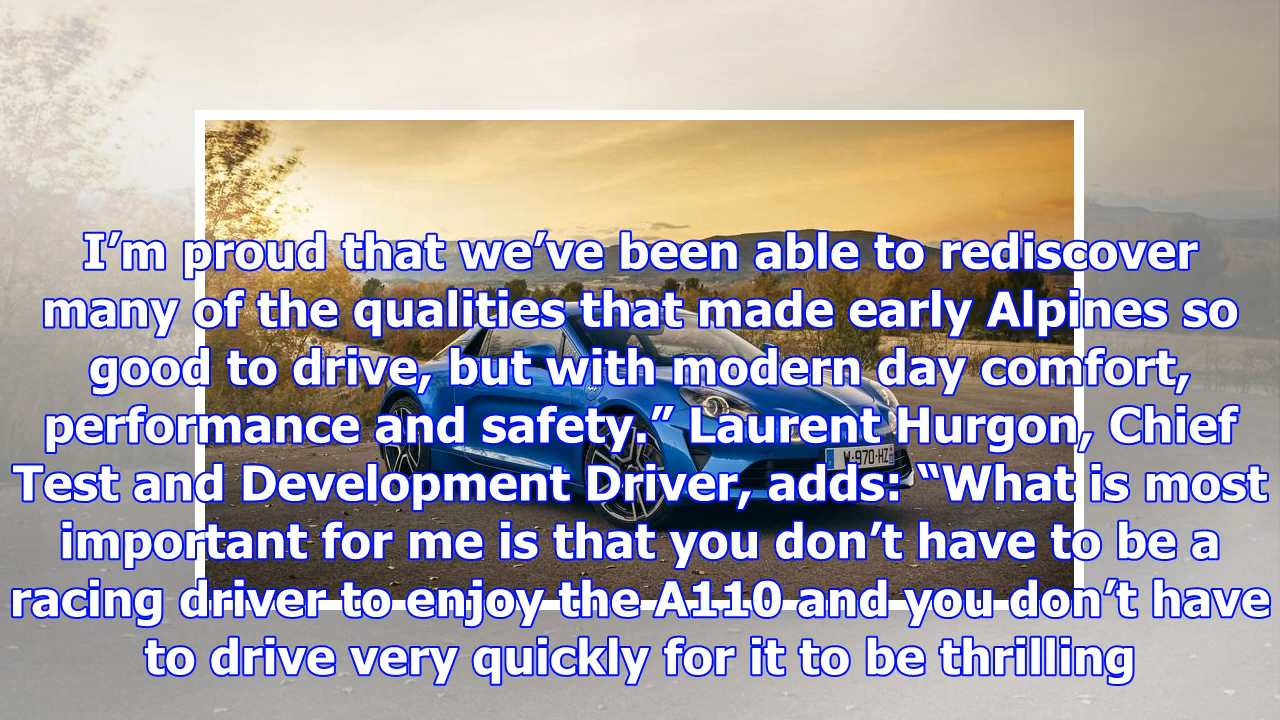 I’m proud that we’ve been able to rediscover
many of the qualities that made early Alpines so
good to drive, but with modern day comfort,
performance and safety.” Laurent Hurgon, Chief
Test and Development Driver, adds: “What is most
important for me is that you don’t have to be a
racing driver to enjoy the A110 and you don’t have
to drive very quickly for it to be thrilling
W-970-HZ